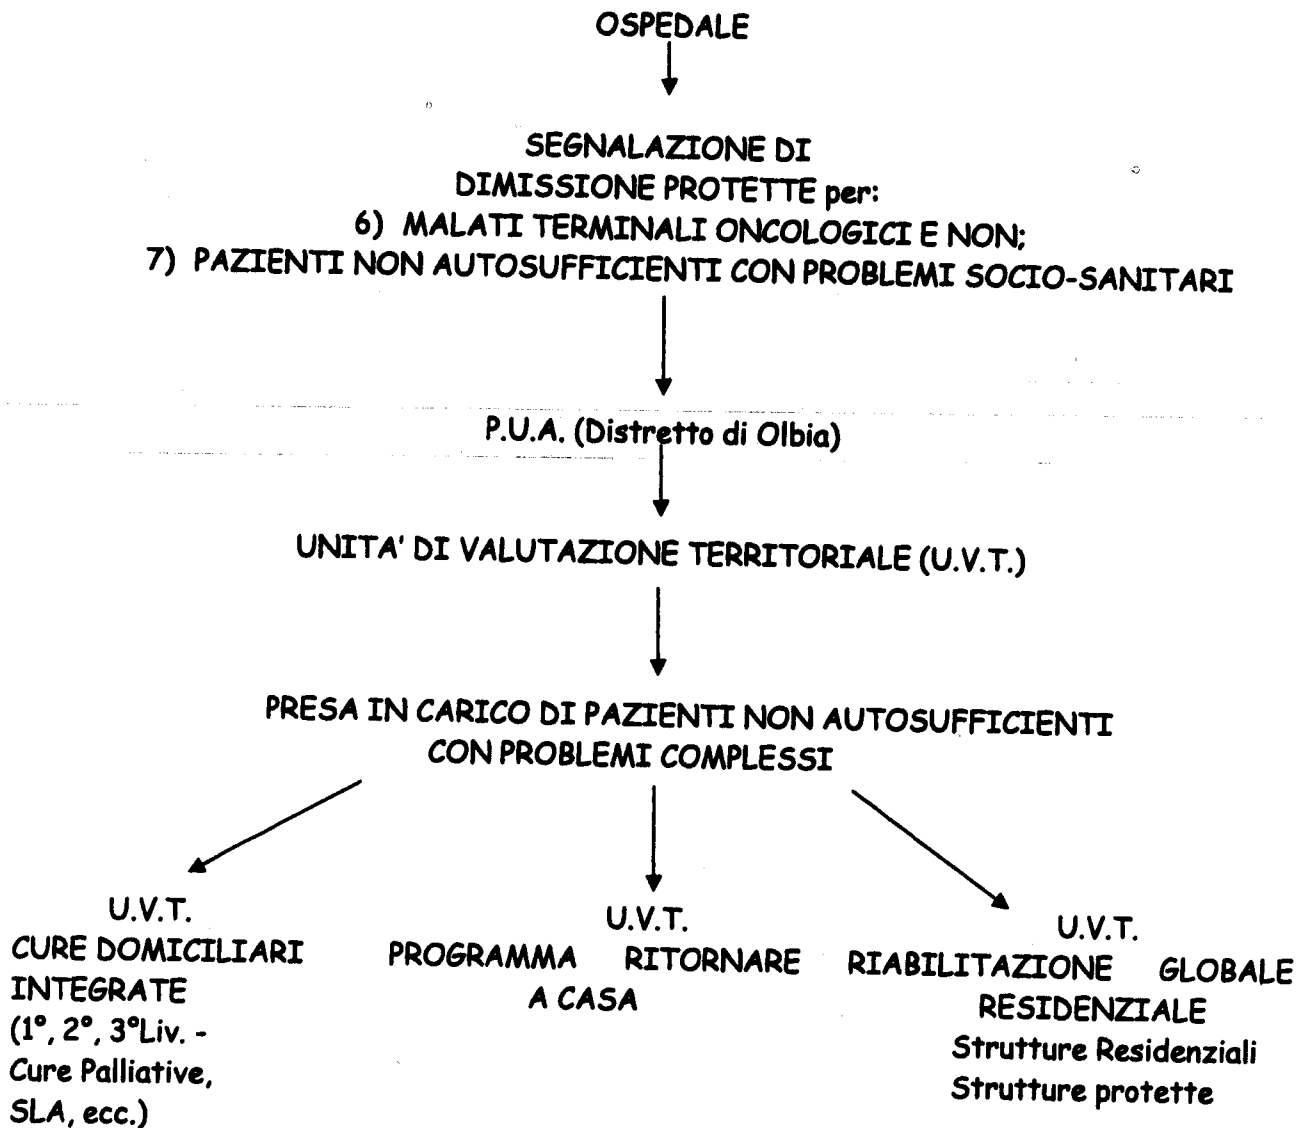 OSPEDALE
SEGNALAZIONE DI
DIMISSIONE PROTETTE per:
6) MALATI TERMINALI ONCOLOGICI E NON;
7) PAZIENTI NON AUTOSUFFICIENTI CON PROBLEMI SOCIO-SANITARI
P.U.A. (Distretto di Olbia)
UNITA' DI VALUTAZIONE TERRITORIALE (U.V.T.)
PRESA IN CARICO DI PAZIENTI NON AUTOSUFFICIENTI
CON PROBLEMI COMPLESSI
U.V.T.
CURE DOMICILIARI
INTEGRATE
(1°, 2°, 3°Liv. -
Cure Palliative,
SLA, ecc.)
U.V.T.
PROGRAMMA RITORNARE
A CASA
U.V.T.
RIABILITAZIONE GLOBALE
RESIDENZIALE
Strutture Residenziali
Strutture protette